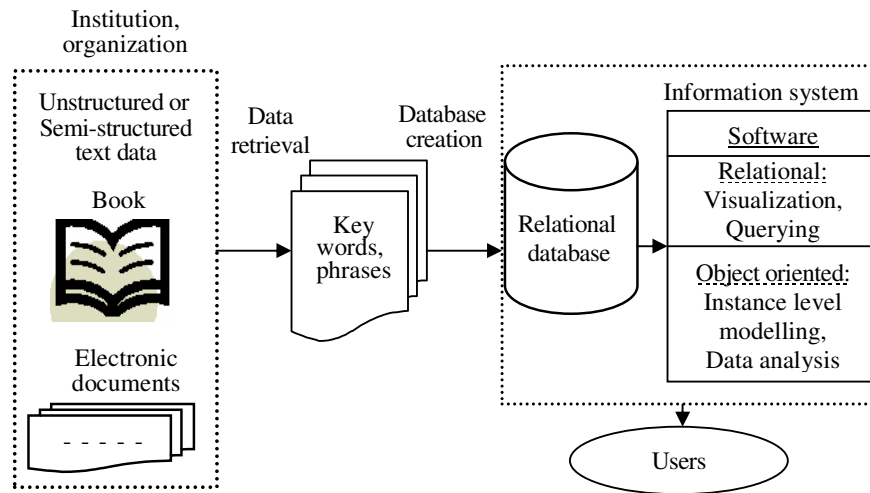 Institution,
organization
Unstructured or
Semi-structured
text data
Book
Electronic
documents
- - - - -
Data
retrieval
Key
words,
phrases
Database
creation
Relational
database
Information system
Software
Relational:
Visualization,
Querying
Object oriented:
Instance level
modelling,
Data analysis
Users